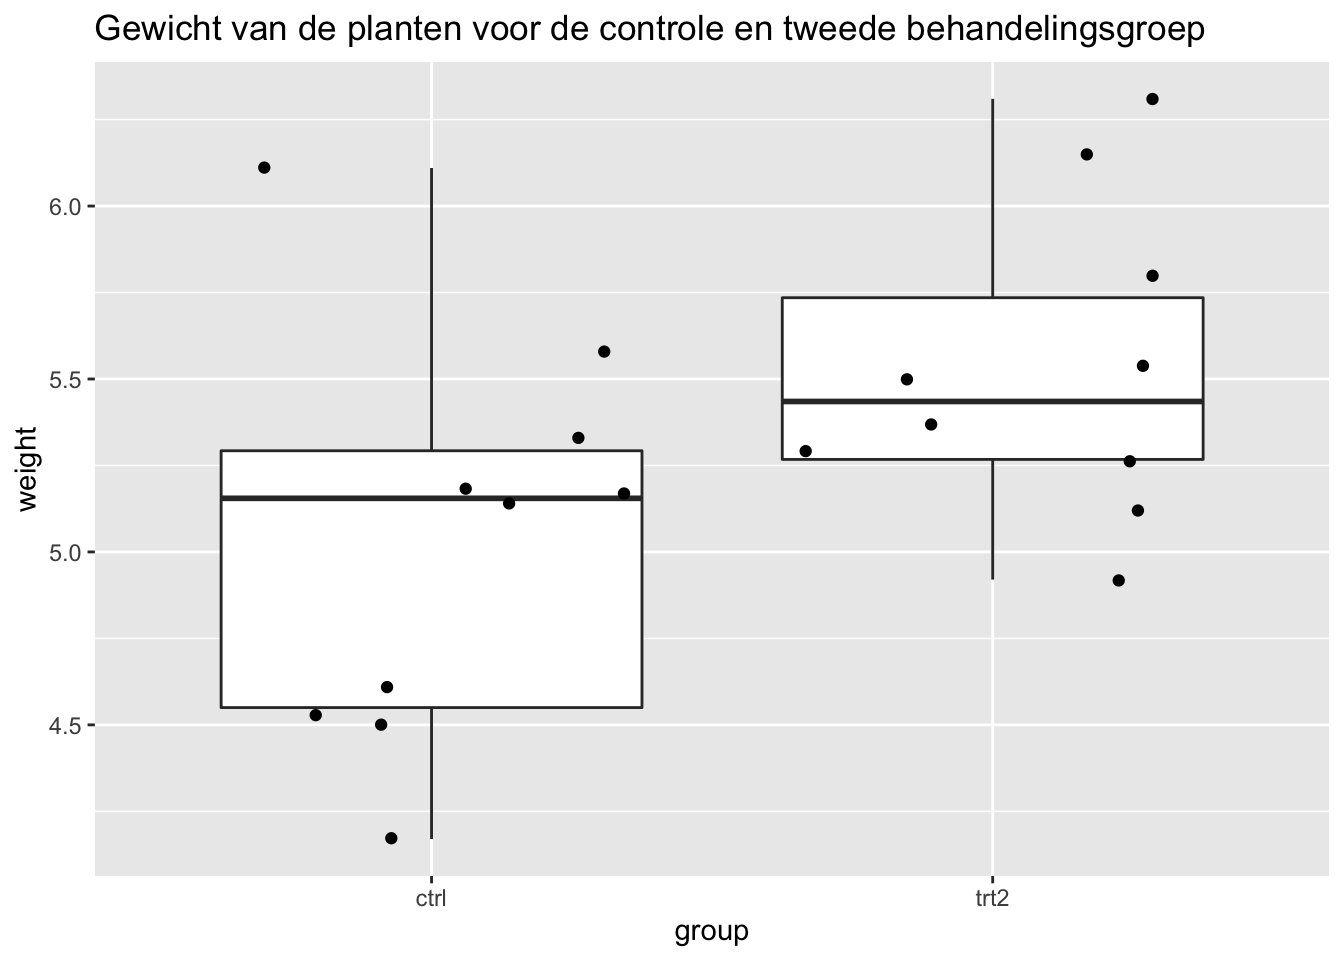 Gewicht van de planten voor de controle en tweede behandelingsgroep
6.0
5.5
5.0
4.5
weight
ctrl
trt2
group